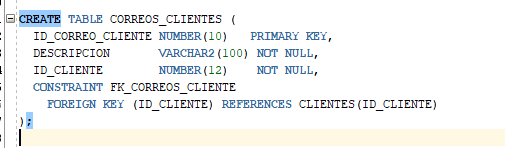 CREATE TABLE CORREOS_CLIENTES (
ID_CORREO_CLIENTE NUMBER(10) PRIMARY KEY,
DESCRIPCION VARCHAR2(100) NOT NULL,
ID_CLIENTE NUMBER(12) NOT NULL,
CONSTRAINT FK_CORREOS_CLIENTE
FOREIGN KEY (ID_CLIENTE) REFERENCES CLIENTES(ID_CLIENTE)
);